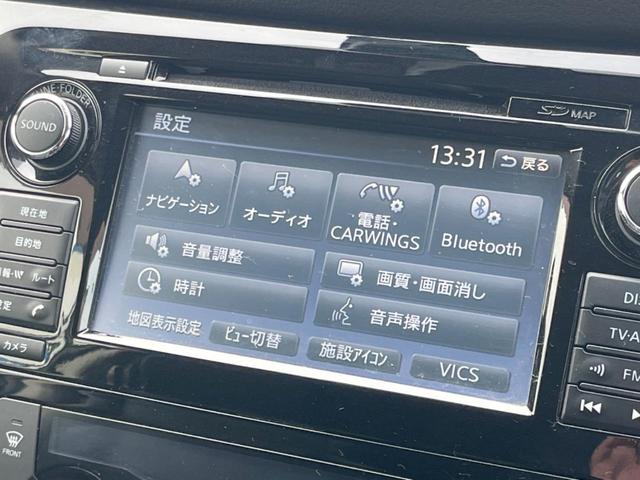 TUNE·FOLDER
SOUND
SD MAP
設定
13:31
戻る
ナビゲーション
オーディオ
電話・
CARWINGS
Bluetooth
音量調整
画質・画面消し
時計
音声操作
地図表示設定
ビュー切替
施設アイコン
VICS
現在地
目的地
ルート
カメラ
TV·A
FM
FRONT